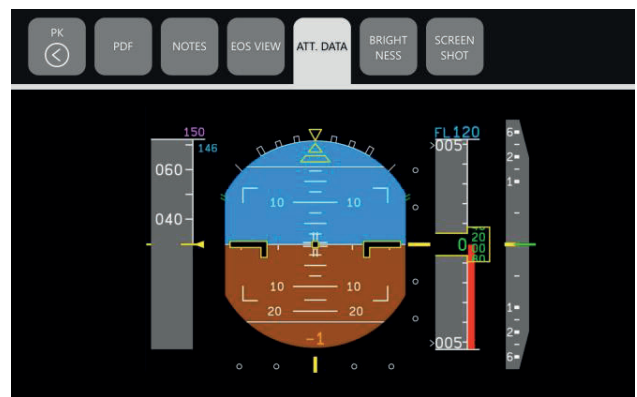 PK
PDF
NOTES
EOS VIEW
ATT. DATA
BRIGHT
NESS
SCREEN
SHOT
150
146
060
040
10 10
10 10
20 20
-1
FL120
005
0
20
00
80
005
6
2
1
1
2
6